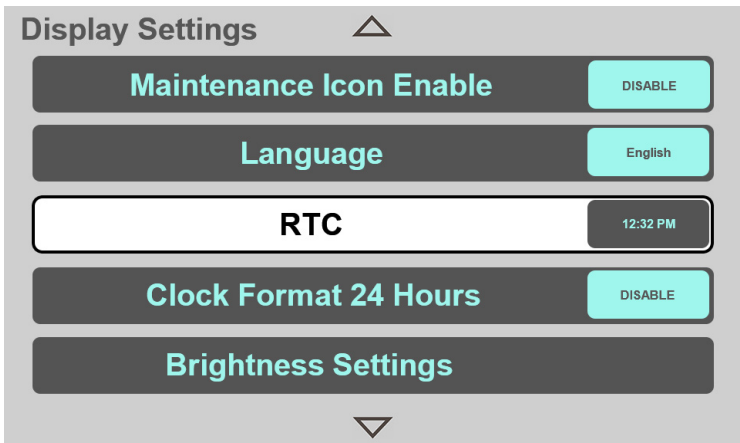 Display Settings
Maintenance Icon Enable DISABLE
Language English
RTC 12:32 PM
Clock Format 24 Hours DISABLE
Brightness Settings